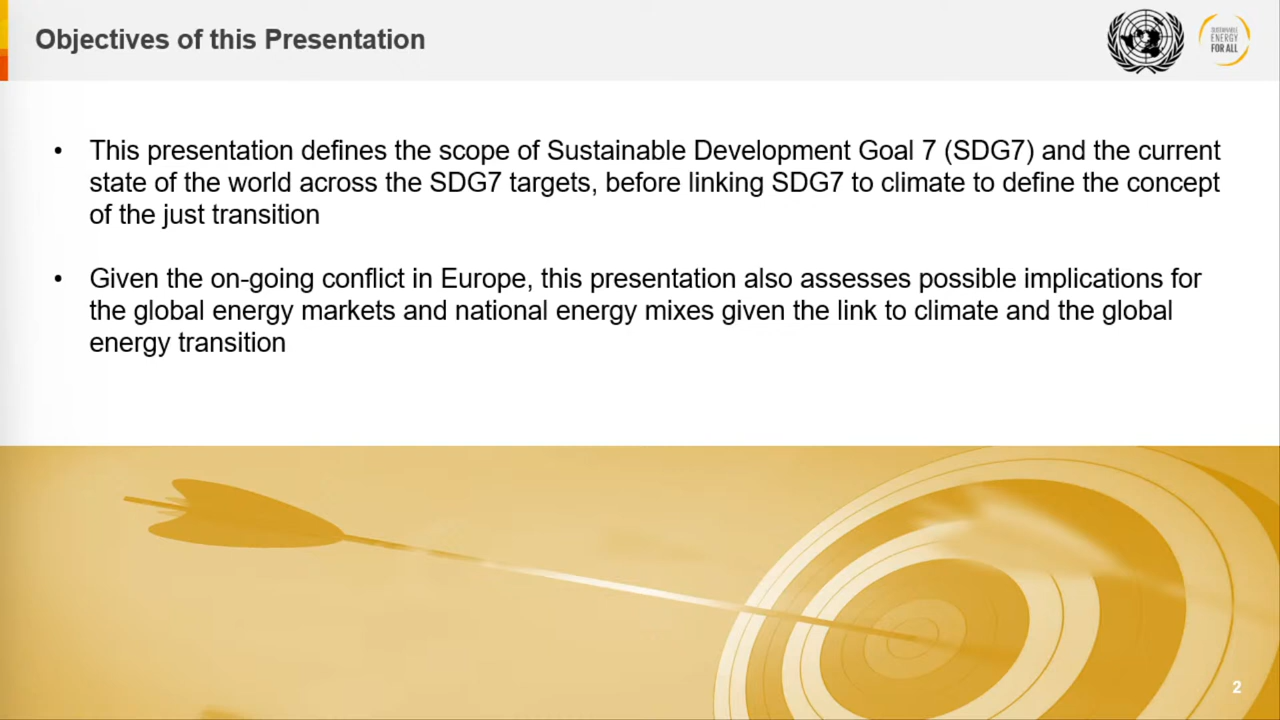 Objectives of this Presentation
SUSTAINABLE
ENERGY
FOR ALL
• This presentation defines the scope of Sustainable Development Goal 7 (SDG7) and the current
state of the world across the SDG7 targets, before linking SDG7 to climate to define the concept
of the just transition
• Given the on-going conflict in Europe, this presentation also assesses possible implications for
the global energy markets and national energy mixes given the link to climate and the global
energy transition
2